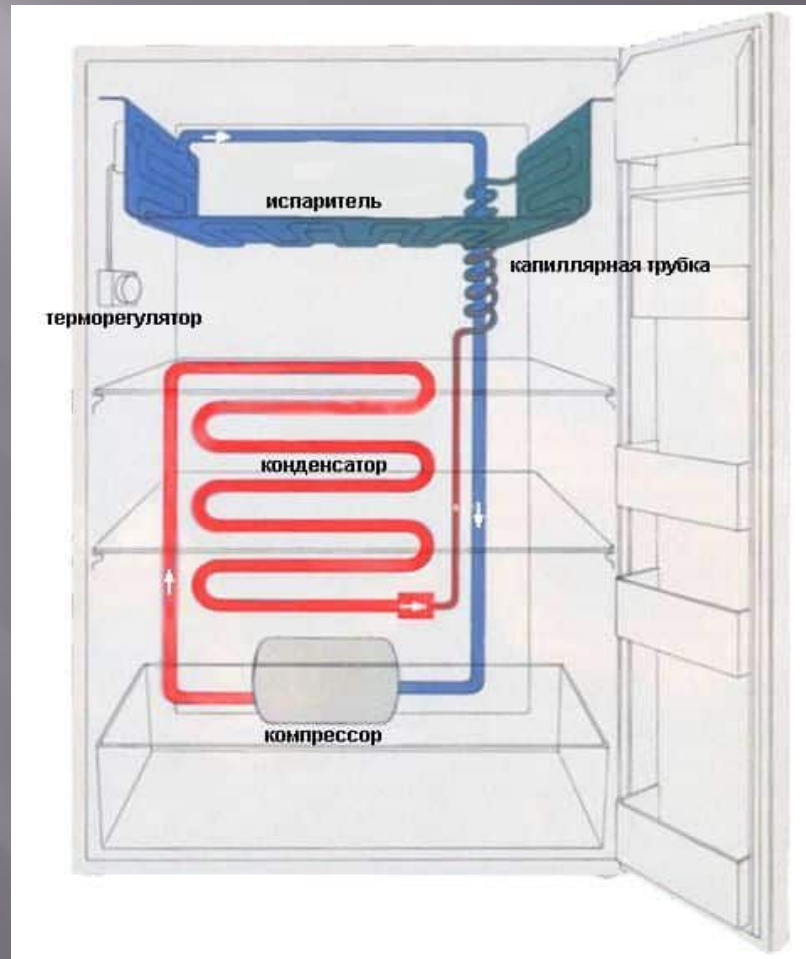 испаритель
капиллярная трубка
терморегулятор
конденсатор
компрессор